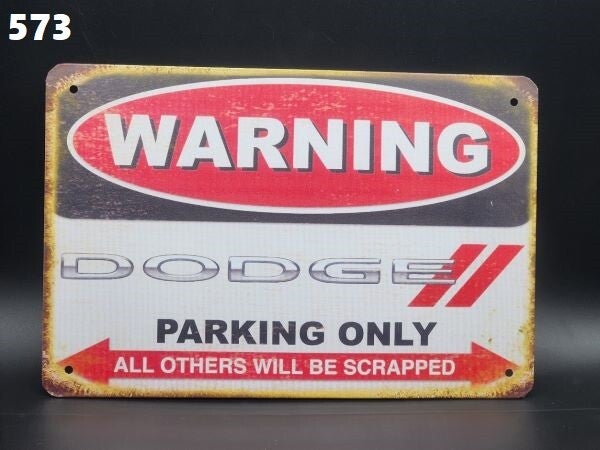 573
WARNING
DODGE
PARKING ONLY
ALL OTHERS WILL BE SCRAPPED